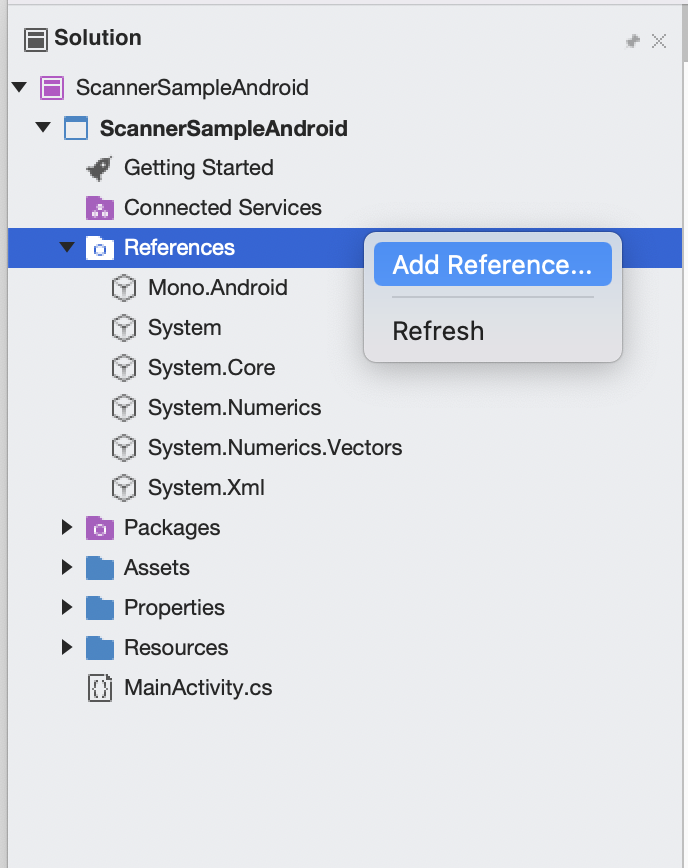 Solution
ScannerSampleAndroid
ScannerSampleAndroid
Getting Started
Connected Services
References
Add Reference...
Mono.Android
Refresh
System
System.Core
System.Numerics
System.Numerics.Vectors
System.Xml
Packages
Assets
Properties
Resources
MainActivity.cs